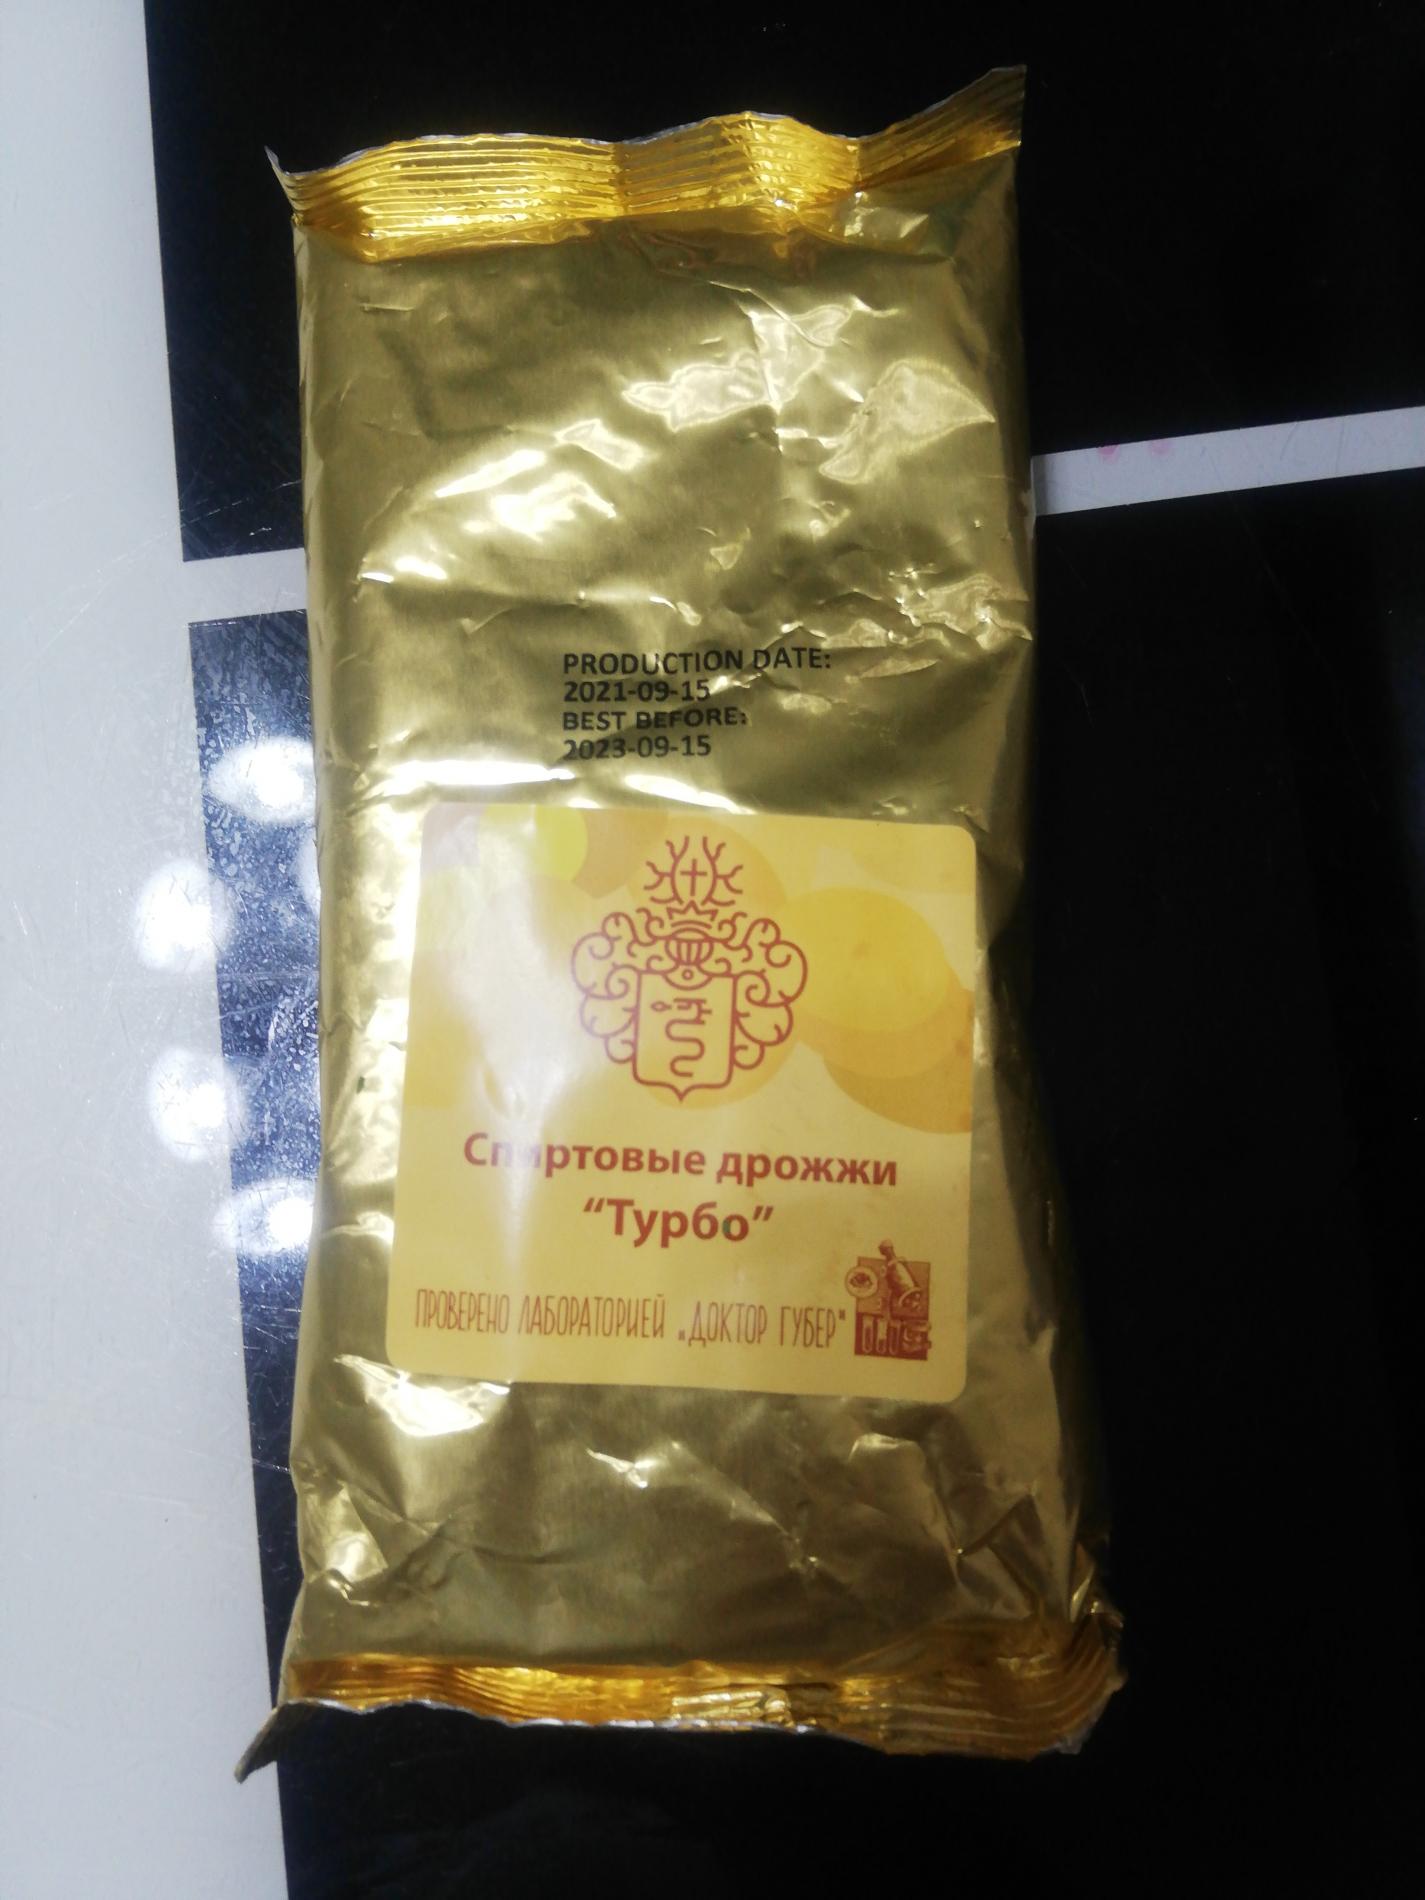 PRODUCTION DATE:
2021-09-15
BEST BEFORE:
2023-09-15
Спиртовые дрожжи
“Турбо”
ПРОВЕРЕНО ЛАБОРАТОРИЕЙ „ДОКТОР ГУБЕР"